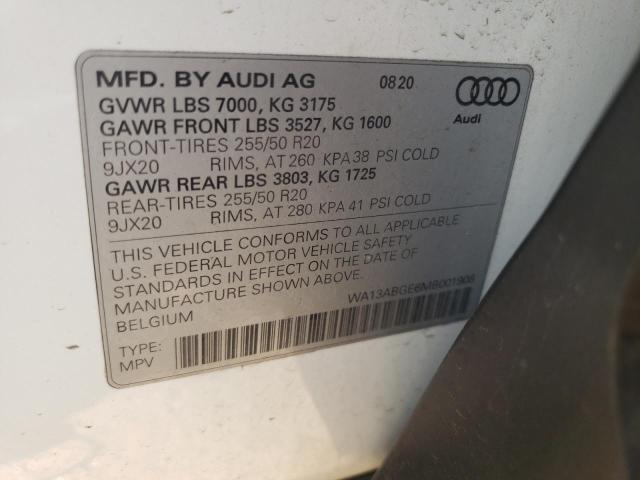 MFD. BY AUDI AG 0820
GVWR LBS 7000, KG 3175
GAWR FRONT LBS 3527, KG 1600
FRONT-TIRES 255/50 R20
9JX20 RIMS, AT 260 KPA 38 PSI COLD
GAWR REAR LBS 3803, KG 1725
REAR-TIRES 255/50 R20
9JX20 RIMS, AT 280 KPA 41 PSI COLD
Audi
THIS VEHICLE CONFORMS TO ALL APPLICABLE
U.S. FEDERAL MOTOR VEHICLE SAFETY
STANDARDS IN EFFECT ON THE DATE OF
MANUFACTURE SHOWN ABOVE.
BELGIUM
WA13ABGE6MB001908
TYPE:
MPV